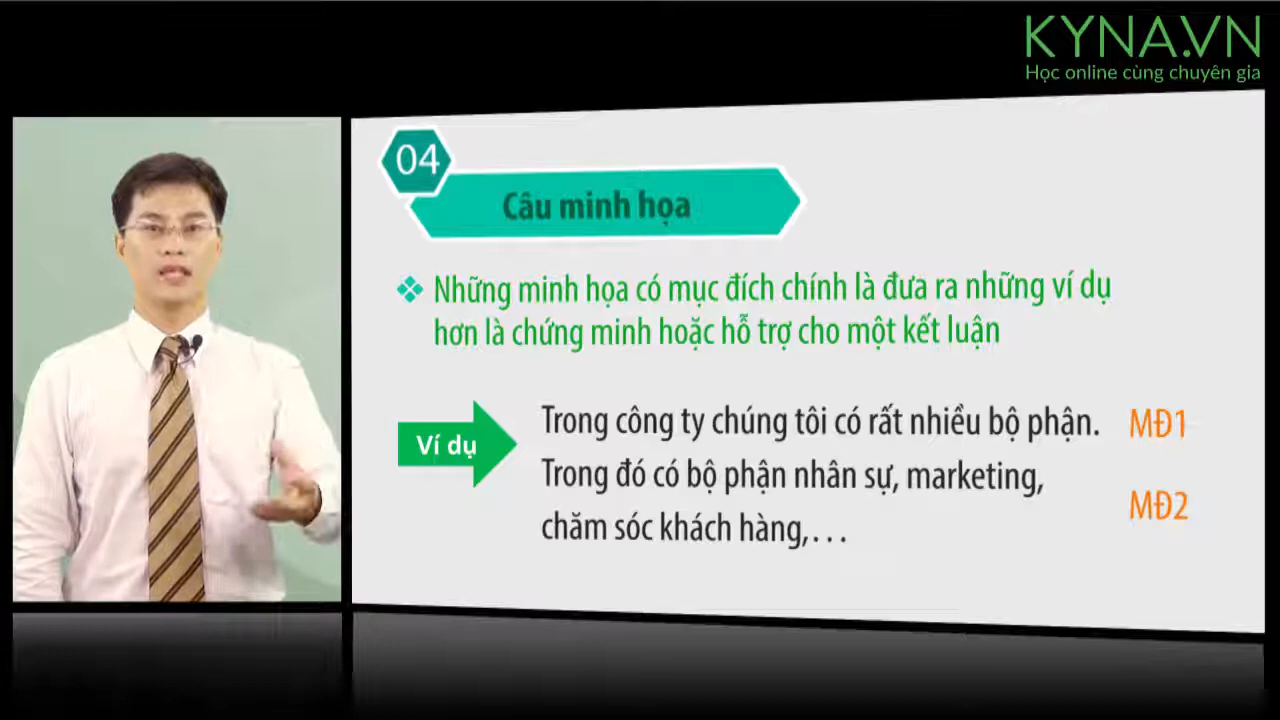 KYNA.VN
Học online cùng chuyên gia
04
Câu minh họa
Những minh họa có mục đích chính là đưa ra những ví dụ
hơn là chứng minh hoặc hỗ trợ cho một kết luận
Ví dụ
Trong công ty chúng tôi có rất nhiều bộ phận. MĐ1
Trong đó có bộ phận nhân sự, marketing,
MĐ2
chăm sóc khách hàng,...